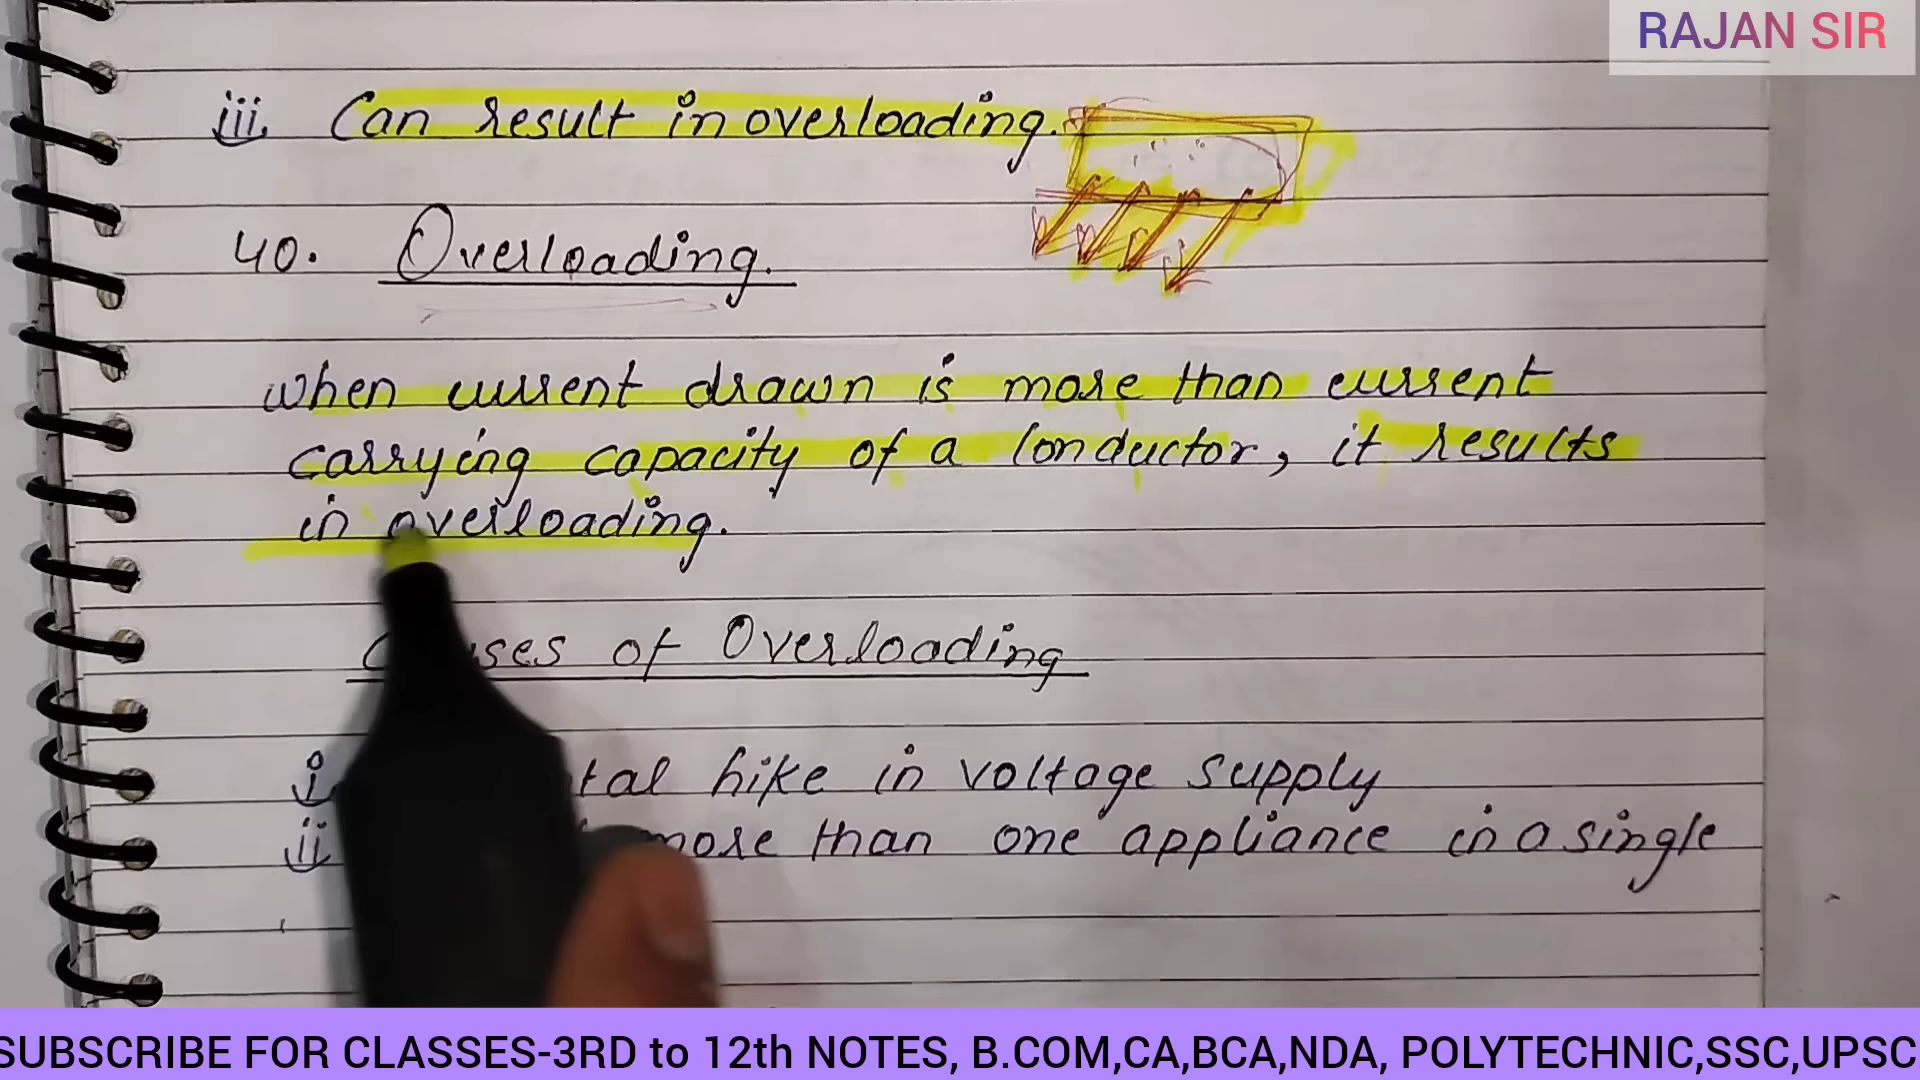 RAJAN SIR
iii Can result in overloading.
40. Overloading.
When current drawn is more than current
carrying capacity of a Conductor, it results
in overloading.
of Overloading
i hike in voltage supply
ii more than one appliance in a single
SUBSCRIBE FOR CLASSES-3RD to 12th NOTES, B.COM,CA,BCA,NDA, POLYTECHNIC,SSC,UPSC